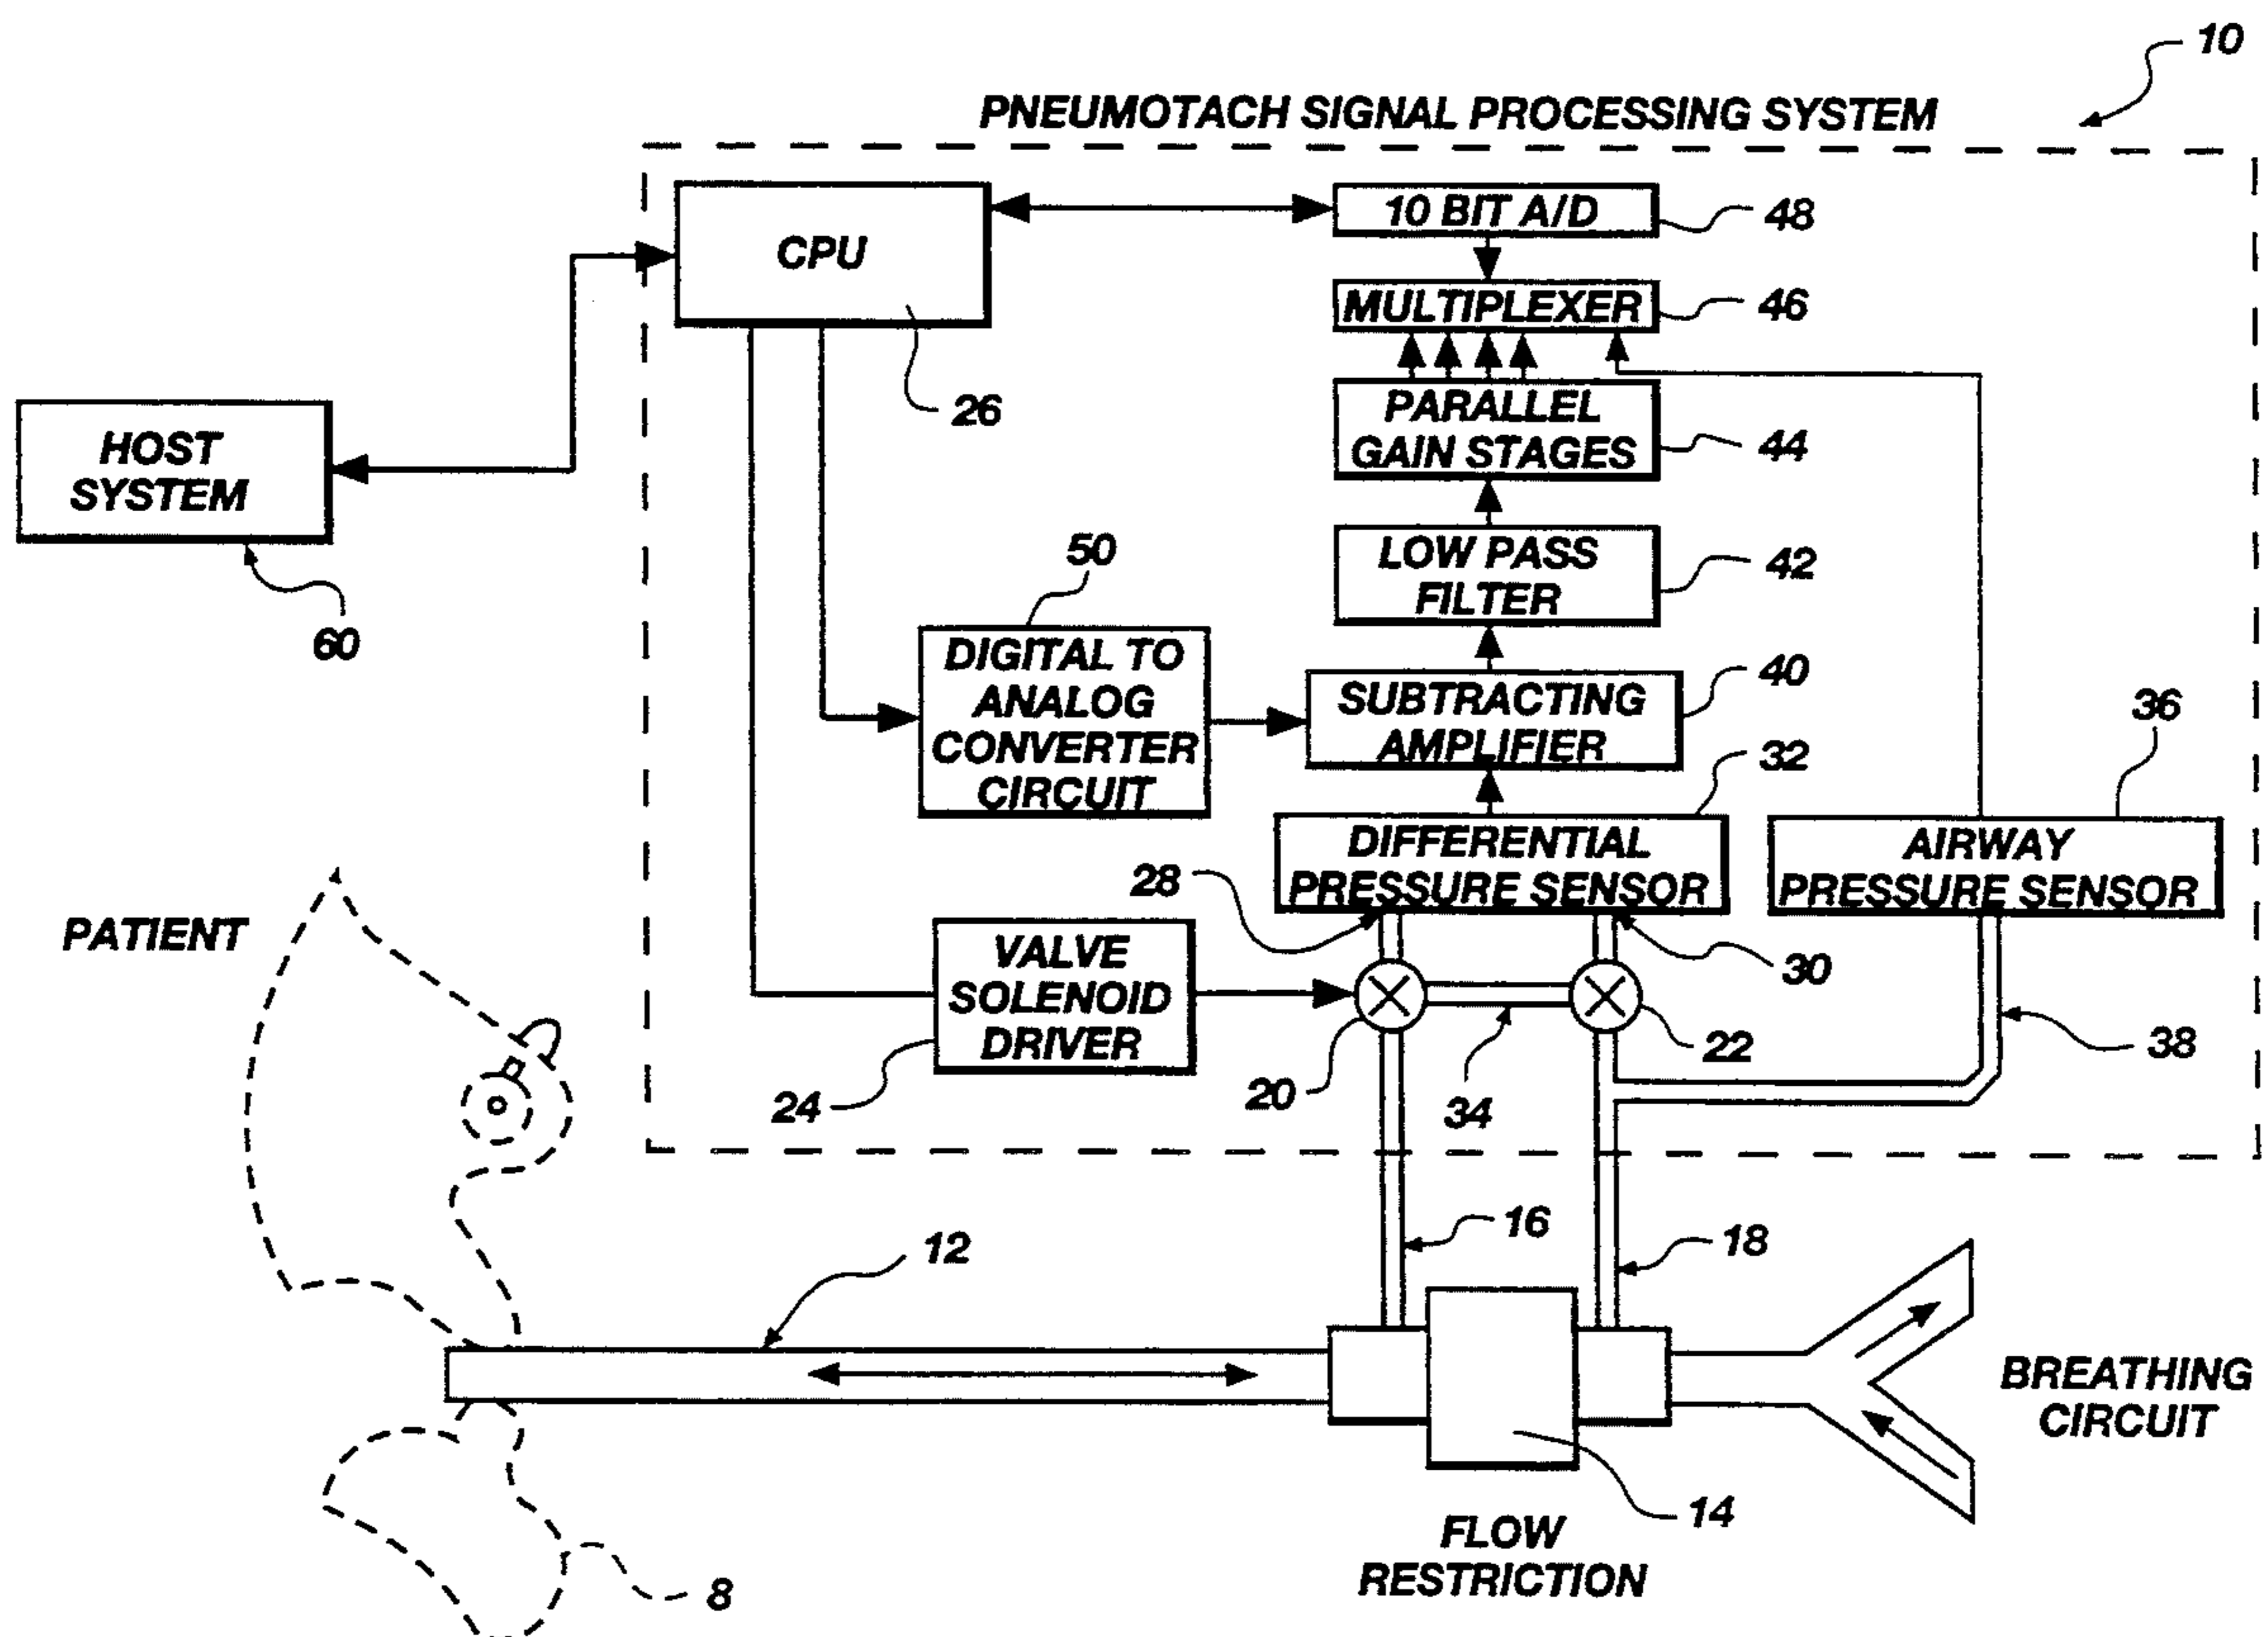 10
PNEUMOTACH SIGNAL PROCESSING SYSTEM
CPU
26
10 BIT A/D
48
MULTIPLEXER
46
PARALLEL
GAIN STAGES
44
HOST
SYSTEM
60
LOW PASS
FILTER
42
50
DIGITAL TO
ANALOG
CONVERTER
CIRCUIT
SUBTRACTING
AMPLIFIER
40
36
32
DIFFERENTIAL
PRESSURE SENSOR
AIRWAY
PRESSURE SENSOR
28
30
PATIENT
VALVE
SOLENOID
DRIVER
24
20
34
22
38
16
18
12
BREATHING
CIRCUIT
14
FLOW
RESTRICTION
8